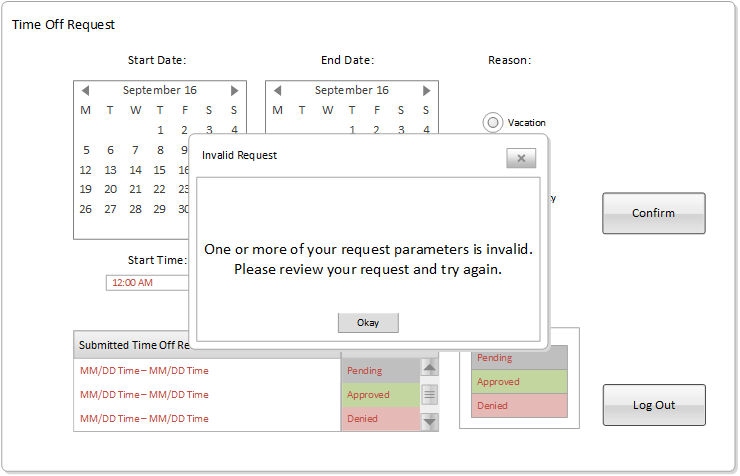 Time Off Request
Start Date:
End Date:
Reason:
September 16
September 16
M T W T F S S
M T W T F S S
1 2 3 4
1 2 3 4
Vacation
5 6 7 8 9
12 13 14 15
19 20 21 22
26 27 28 29
Invalid Request
One or more of your request parameters is invalid.
Please review your request and try again.
Okay
Confirm
Start Time:
12:00 AM
Submitted Time Off
MM/DD Time – MM/DD Time
Pending
MM/DD Time – MM/DD Time
Approved
MM/DD Time – MM/DD Time
Denied
Pending
Approved
Denied
Log Out